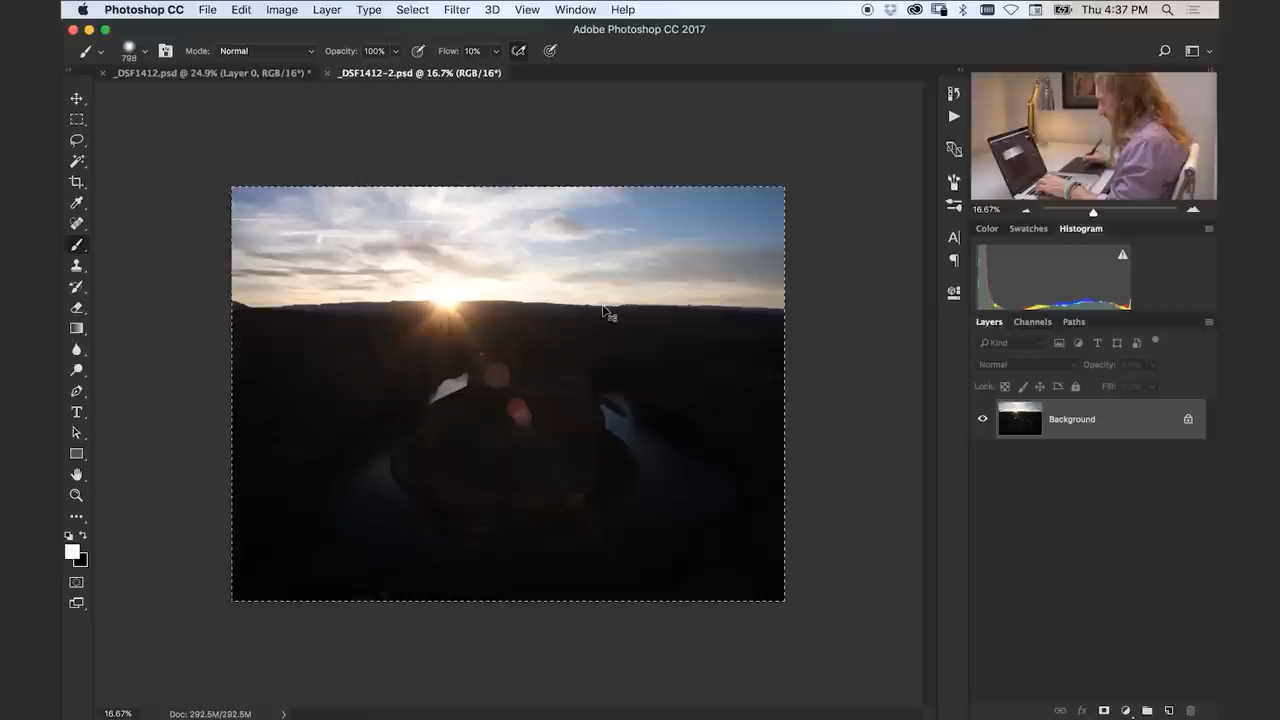 Photoshop CC File Edit Image Layer Type Select Filter 3D View Window Help Thu 4:37 PM
Adobe Photoshop CC 2017
798 Mode: Normal Opacity: 100% Flow: 10%
_DSF1412.psd @ 24.9% (Layer 0, RGB/16*) * _DSF1412-2.psd @ 16.7% (RGB/16*)
16.67%
Color Swatches Histogram
Layers Channels Paths
Kind
Normal Opacity:
Lock: Fill:
Background
16.67% Doc: 292.5M/292.5M